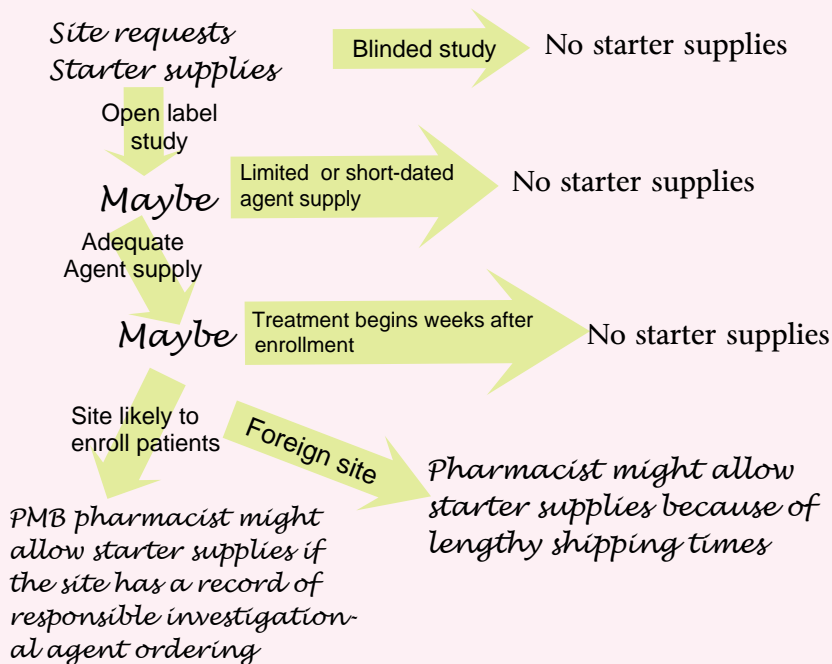 Site requests
Starter supplies
Blinded study
No starter supplies
Open label
study
Maybe
Limited  or short-dated
agent supply
No starter supplies
Adequate
Agent supply
Maybe
Treatment begins weeks after
enrollment
No starter supplies
Site likely to
enroll patients
Foreign site
Pharmacist might allow
starter supplies because of
lengthy shipping times
PMB pharmacist might
allow starter supplies if
the site has a record of
responsible investigation-
al agent ordering